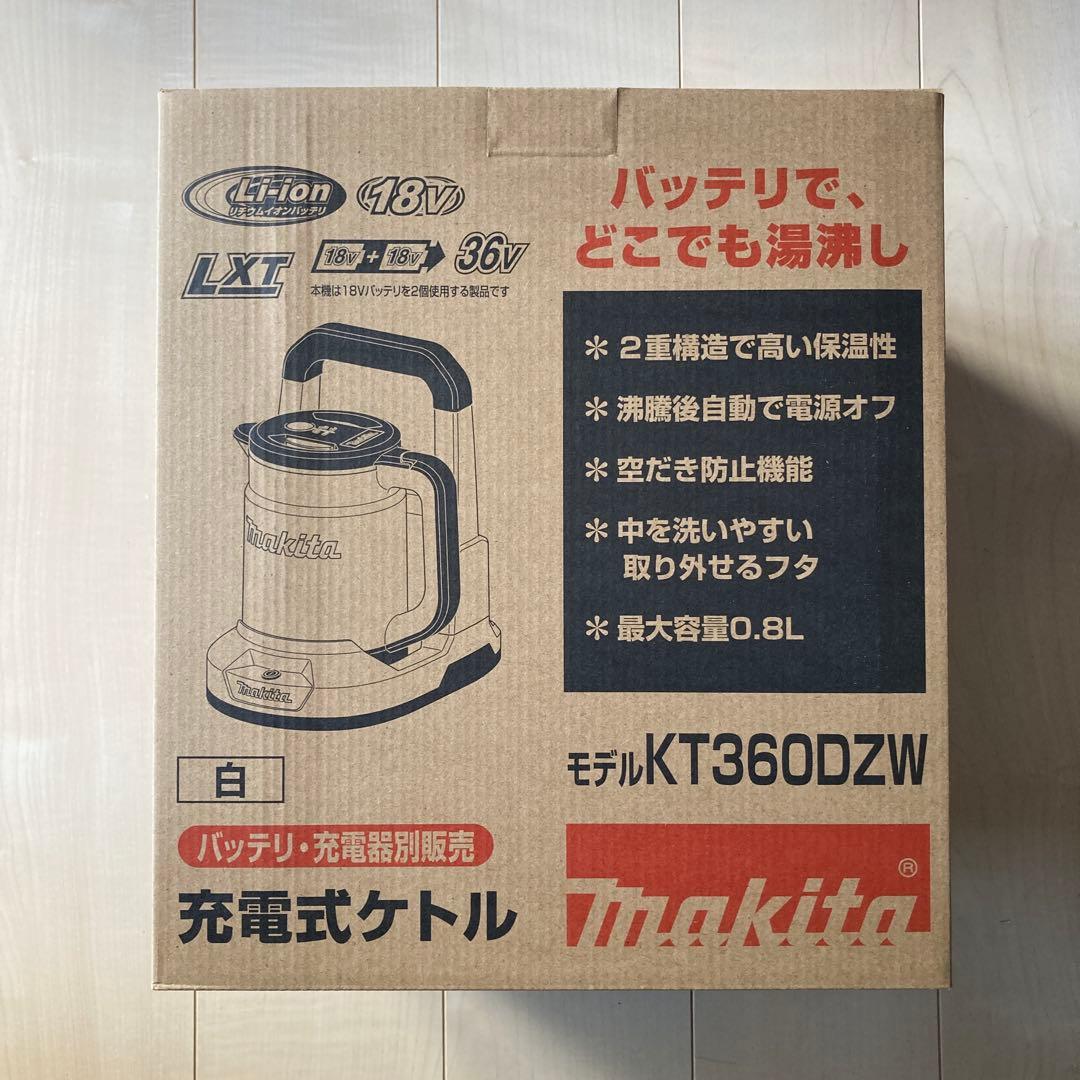 Li-ion
リチウムイオンバッテリ
18V
LXT
18V+18V 36V
本機は18Vバッテリを2個使用する製品です
バッテリで、
どこでも湯沸し
＊2重構造で高い保温性
＊沸騰後自動で電源オフ
＊空だき防止機能
＊中を洗いやすい
取り外せるフタ
＊最大容量0.8L
makita
makita
白
モデルKT360DZW
バッテリ・充電器別販売
充電式ケトル
makita®